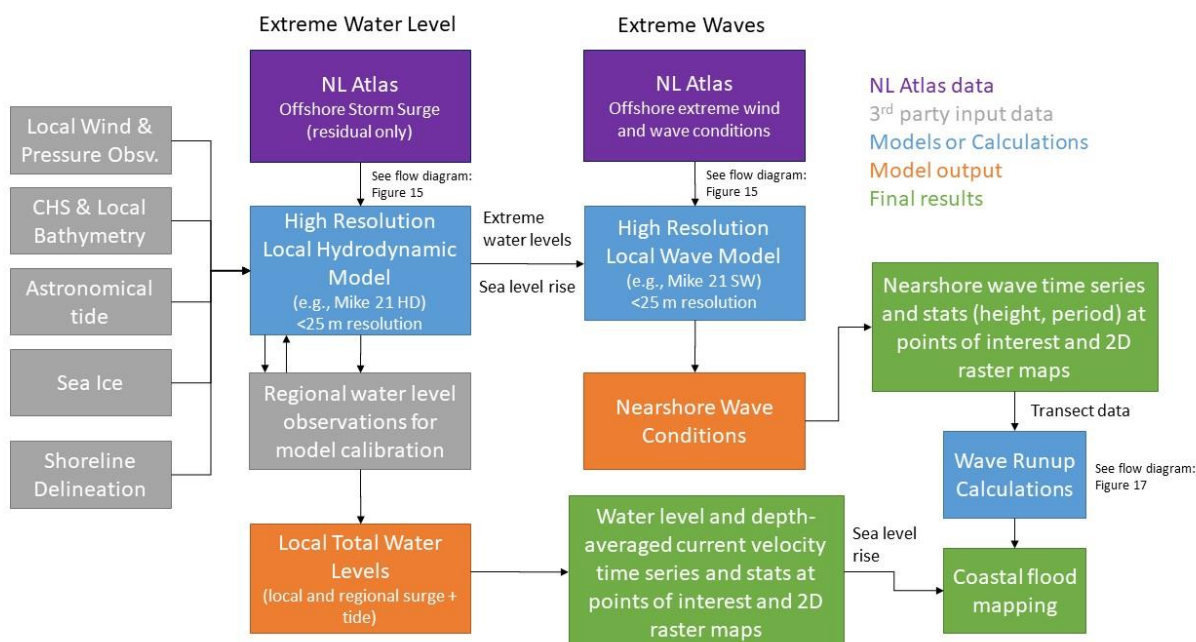 Extreme Water Level
Extreme Waves
NL Atlas
Offshore Storm Surge
(residual only)
NL Atlas
Offshore extreme wind
and wave conditions
NL Atlas data
3rd party input data
Models or Calculations
Model output
Final results
Local Wind &
Pressure Obsv.
CHS & Local
Bathymetry
Astronomical
tide
Sea Ice
Shoreline
Delineation
See flow diagram:
Figure 15
See flow diagram:
Figure 15
High Resolution
Local Hydrodynamic
Model
(e.g., Mike 21 HD)
<25 m resolution
Extreme
water levels
Sea level rise
High Resolution
Local Wave Model
(e.g., Mike 21 SW)
<25 m resolution
Nearshore wave time series
and stats (height, period) at
points of interest and 2D
raster maps
Regional water level
observations for
model calibration
Nearshore Wave
Conditions
Transect data
Wave Runup
Calculations
See flow diagram:
Figure 17
Local Total Water
Levels
(local and regional surge +
tide)
Water level and depth-
averaged current velocity
time series and stats at
points of interest and 2D
raster maps
Sea level
rise
Coastal flood
mapping